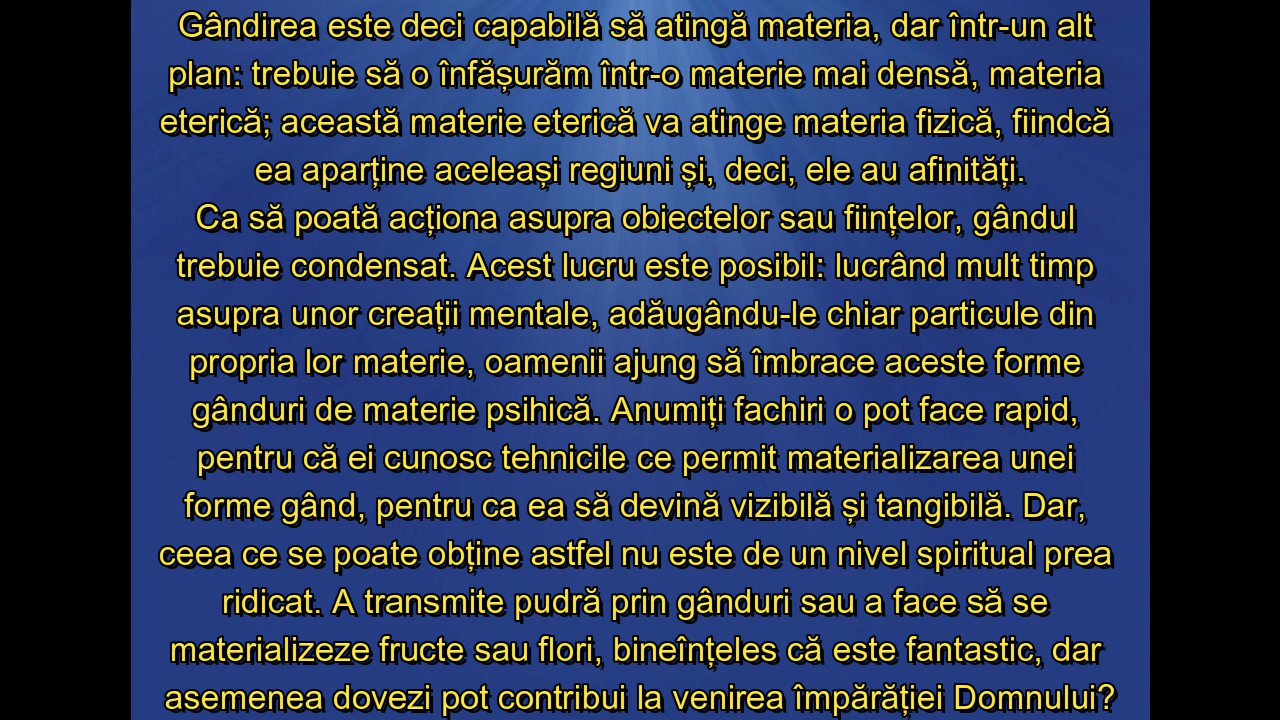 Gândirea este deci capabilă să atingă materia, dar într-un alt
plan: trebuie să o înfășurăm într-o materie mai densă, materia
eterică; această materie eterică va atinge materia fizică, fiindcă
ea aparține aceleași regiuni și, deci, ele au afinități.
Ca să poată acționa asupra obiectelor sau ființelor, gândul
trebuie condensat. Acest lucru este posibil: lucrând mult timp
asupra unor creații mentale, adăugându-le chiar particule din
propria lor materie, oamenii ajung să îmbrace aceste forme
gânduri de materie psihică. Anumiți fachiri o pot face rapid,
pentru că ei cunosc tehnicile ce permit materializarea unei
forme gând, pentru ca ea să devină vizibilă și tangibilă. Dar,
ceea ce se poate obține astfel nu este de un nivel spiritual prea
ridicat. A transmite pudră prin gânduri sau a face să se
materializeze fructe sau flori, bineînțeles că este fantastic, dar
asemenea dovezi pot contribui la venirea împărăției Domnului?